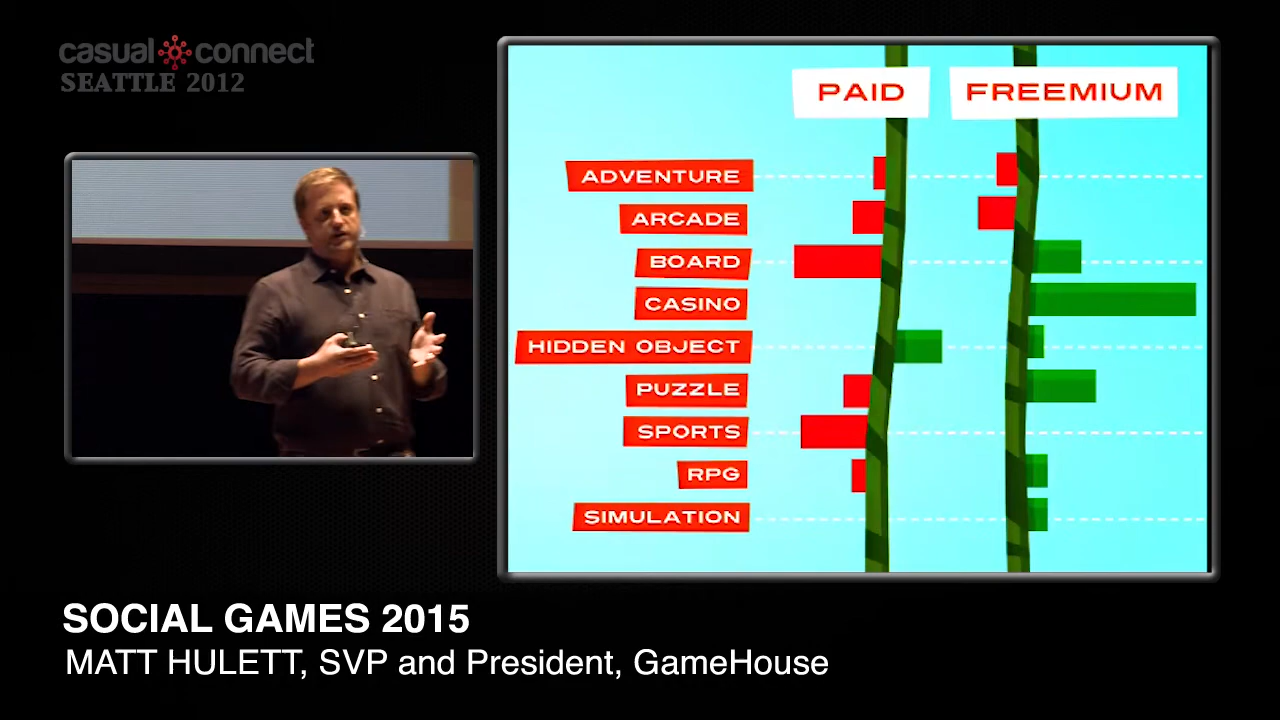 casual connect
SEATTLE 2012
PAID
FREEMIUM
ADVENTURE
ARCADE
BOARD
CASINO
HIDDEN OBJECT
PUZZLE
SPORTS
RPG
SIMULATION
SOCIAL GAMES 2015
MATT HULETT, SVP and President, GameHouse